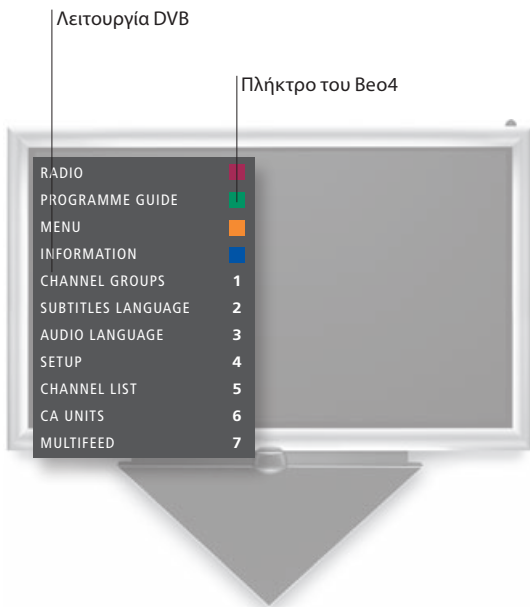 Λειτουργία DVB
Πλήκτρο του Beo4
RADIO
PROGRAMME GUIDE
MENU
INFORMATION
CHANNEL GROUPS 1
SUBTITLES LANGUAGE 2
AUDIO LANGUAGE 3
SETUP 4
CHANNEL LIST 5
CA UNITS 6
MULTIFEED 7